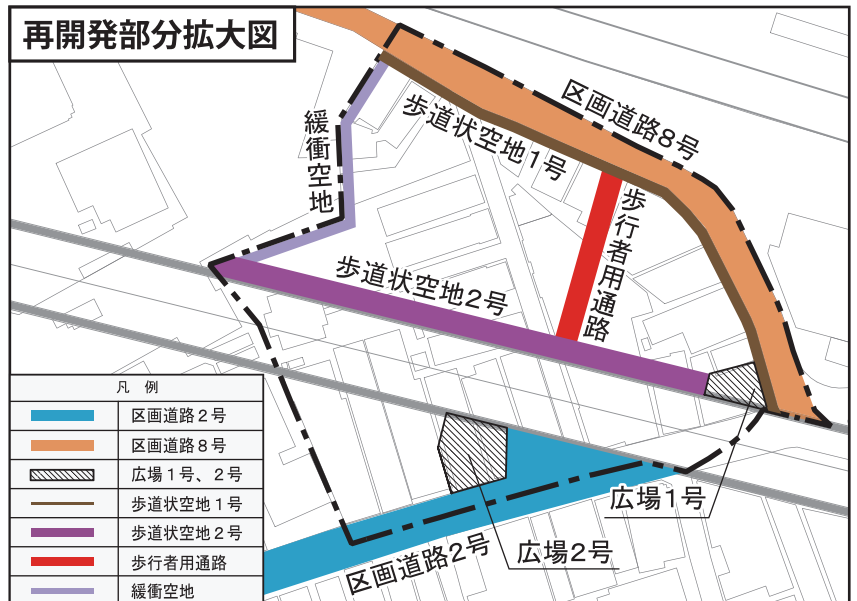 再開発部分拡大図
区画道路8号
歩道状空地1号
緩衝空地
歩行者用通路
歩道状空地2号
広場1号
広場2号
区画道路2号
凡 例
区画道路2号
区画道路8号
広場1号、2号
歩道状空地1号
歩道状空地2号
歩行者用通路
緩衝空地